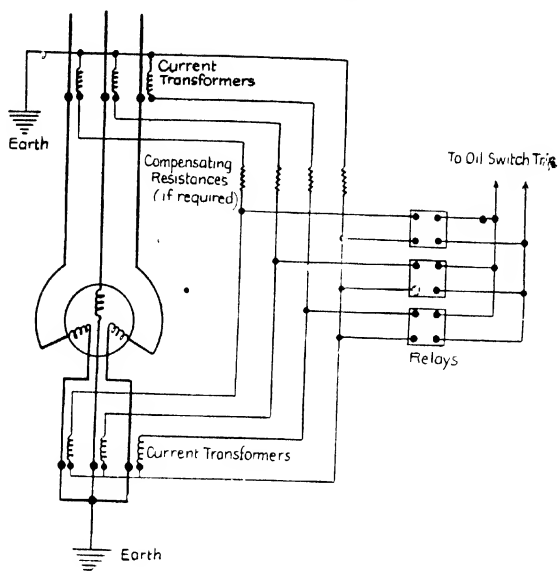 Current
Transformers
Earth
Compensating
Resistances
(if required)
To Oil Switch Trip
Relays
Current Transformers
Earth